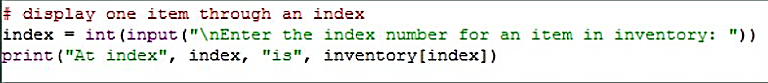 # display one item through an index
index = int(input("\nEnter the index number for an item in inventory: "))
print("At index", index, "is", inventory[index])